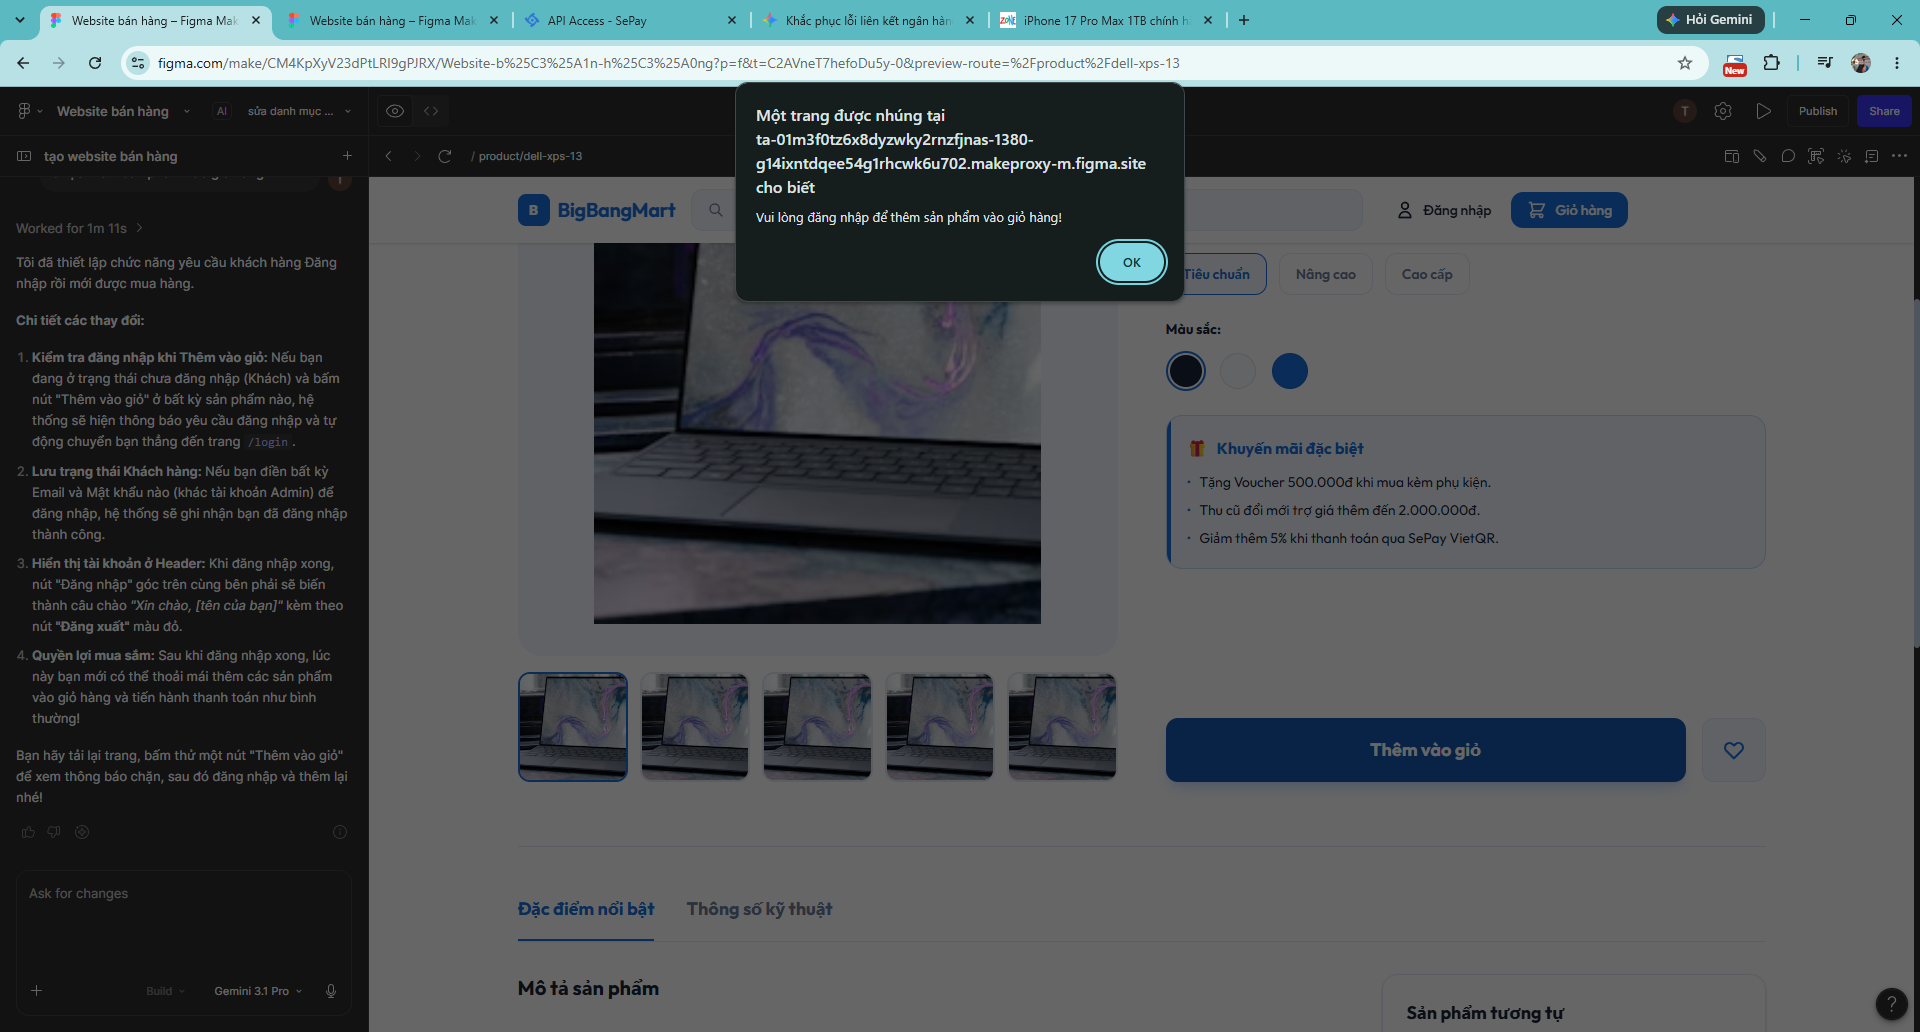 Website bán hàng – Figma Mak
Website bán hàng – Figma Mak
API Access - SePay
Khắc phục lỗi liên kết ngân hàn
iPhone 17 Pro Max 1TB chính h
Hỏi Gemini
figma.com/make/CM4KpXyV23dPtLRI9gPJRX/Website-b%25C3%25A1n-h%25C3%25A0ng?p=f&t=C2AVneT7hefoDu5y-0&preview-route=%2Fproduct%2Fdell-xps-13
New
Website bán hàng
AI
sửa danh mục ...
T
Publish
Share
tạo website bán hàng
/ product/dell-xps-13
Một trang được nhúng tại
ta-01m3f0tz6x8dyzwky2rnzfjnas-1380-
g14ixntdqee54g1rhcwk6u702.makeproxy-m.figma.site
cho biết
Vui lòng đăng nhập để thêm sản phẩm vào giỏ hàng!
OK
B
BigBangMart
Đăng nhập
Giỏ hàng
Worked for 1m 11s
Tôi đã thiết lập chức năng yêu cầu khách hàng Đăng
nhập rồi mới được mua hàng.
Chi tiết các thay đổi:
1. Kiểm tra đăng nhập khi Thêm vào giỏ: Nếu bạn
đang ở trạng thái chưa đăng nhập (Khách) và bấm
nút "Thêm vào giỏ" ở bất kỳ sản phẩm nào, hệ
thống sẽ hiện thông báo yêu cầu đăng nhập và tự
động chuyển bạn thẳng đến trang /login.
2. Lưu trạng thái Khách hàng: Nếu bạn điền bất kỳ
Email và Mật khẩu nào (khác tài khoản Admin) để
đăng nhập, hệ thống sẽ ghi nhận bạn đã đăng nhập
thành công.
3. Hiển thị tài khoản ở Header: Khi đăng nhập xong,
nút "Đăng nhập" góc trên cùng bên phải sẽ biến
thành câu chào "Xin chào, [tên của bạn]" kèm theo
nút "Đăng xuất" màu đỏ.
4. Quyền lợi mua sắm: Sau khi đăng nhập xong, lúc
này bạn mới có thể thoải mái thêm các sản phẩm
vào giỏ hàng và tiến hành thanh toán như bình
thường!
Bạn hãy tải lại trang, bấm thử một nút "Thêm vào giỏ"
để xem thông báo chặn, sau đó đăng nhập và thêm lại
nhé!
Ask for changes
Build
Gemini 3.1 Pro
Tiêu chuẩn
Nâng cao
Cao cấp
Màu sắc:
Khuyến mãi đặc biệt
• Tặng Voucher 500.000đ khi mua kèm phụ kiện.
• Thu cũ đổi mới trợ giá thêm đến 2.000.000đ.
• Giảm thêm 5% khi thanh toán qua SePay VietQR.
Thêm vào giỏ
Đặc điểm nổi bật
Thông số kỹ thuật
Mô tả sản phẩm
Sản phẩm tương tự
?